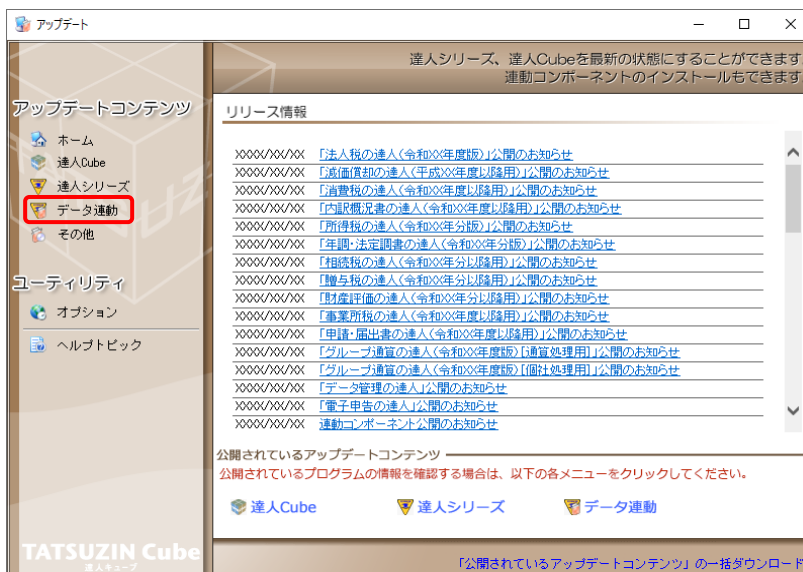 アップデート
達人シリーズ、達人Cubeを最新の状態にすることができます
連動コンポーネントのインストールもできます
アップデートコンテンツ
ホーム
達人Cube
達人シリーズ
データ連動
その他
ユーティリティ
オプション
ヘルプトピック
リリース情報
XXXX/XX/XX 「法人税の達人(令和XX年度版)」公開のお知らせ
XXXX/XX/XX 「減価償却の達人(平成XX年度以降用)」公開のお知らせ
XXXX/XX/XX 「消費税の達人(令和XX年度以降用)」公開のお知らせ
XXXX/XX/XX 「内訳概況書の達人(令和XX年度以降用)」公開のお知らせ
XXXX/XX/XX 「所得税の達人(令和XX年分版)」公開のお知らせ
XXXX/XX/XX 「年調・法定調書の達人(令和XX年分版)」公開のお知らせ
XXXX/XX/XX 「相続税の達人(令和XX年分以降用)」公開のお知らせ
XXXX/XX/XX 「贈与税の達人(令和XX年分以降用)」公開のお知らせ
XXXX/XX/XX 「財産評価の達人(令和XX年分以降用)」公開のお知らせ
XXXX/XX/XX 「事業所税の達人(令和XX年度以降用)」公開のお知らせ
XXXX/XX/XX 「申請・届出書の達人(令和XX年度以降用)」公開のお知らせ
XXXX/XX/XX 「グループ通算の達人(令和XX年度版)[通算処理用]」公開のお知らせ
XXXX/XX/XX 「グループ通算の達人(令和XX年度版)[個社処理用]」公開のお知らせ
XXXX/XX/XX 「データ管理の達人」公開のお知らせ
XXXX/XX/XX 「電子申告の達人」公開のお知らせ
XXXX/XX/XX 連動コンポーネント公開のお知らせ
公開されているアップデートコンテンツ
公開されているプログラムの情報を確認する場合は、以下の各メニューをクリックしてください。
達人Cube 達人シリーズ データ連動
TATSUZIN Cube
達人キューブ
「公開されているアップデートコンテンツ」の一括ダウンロード